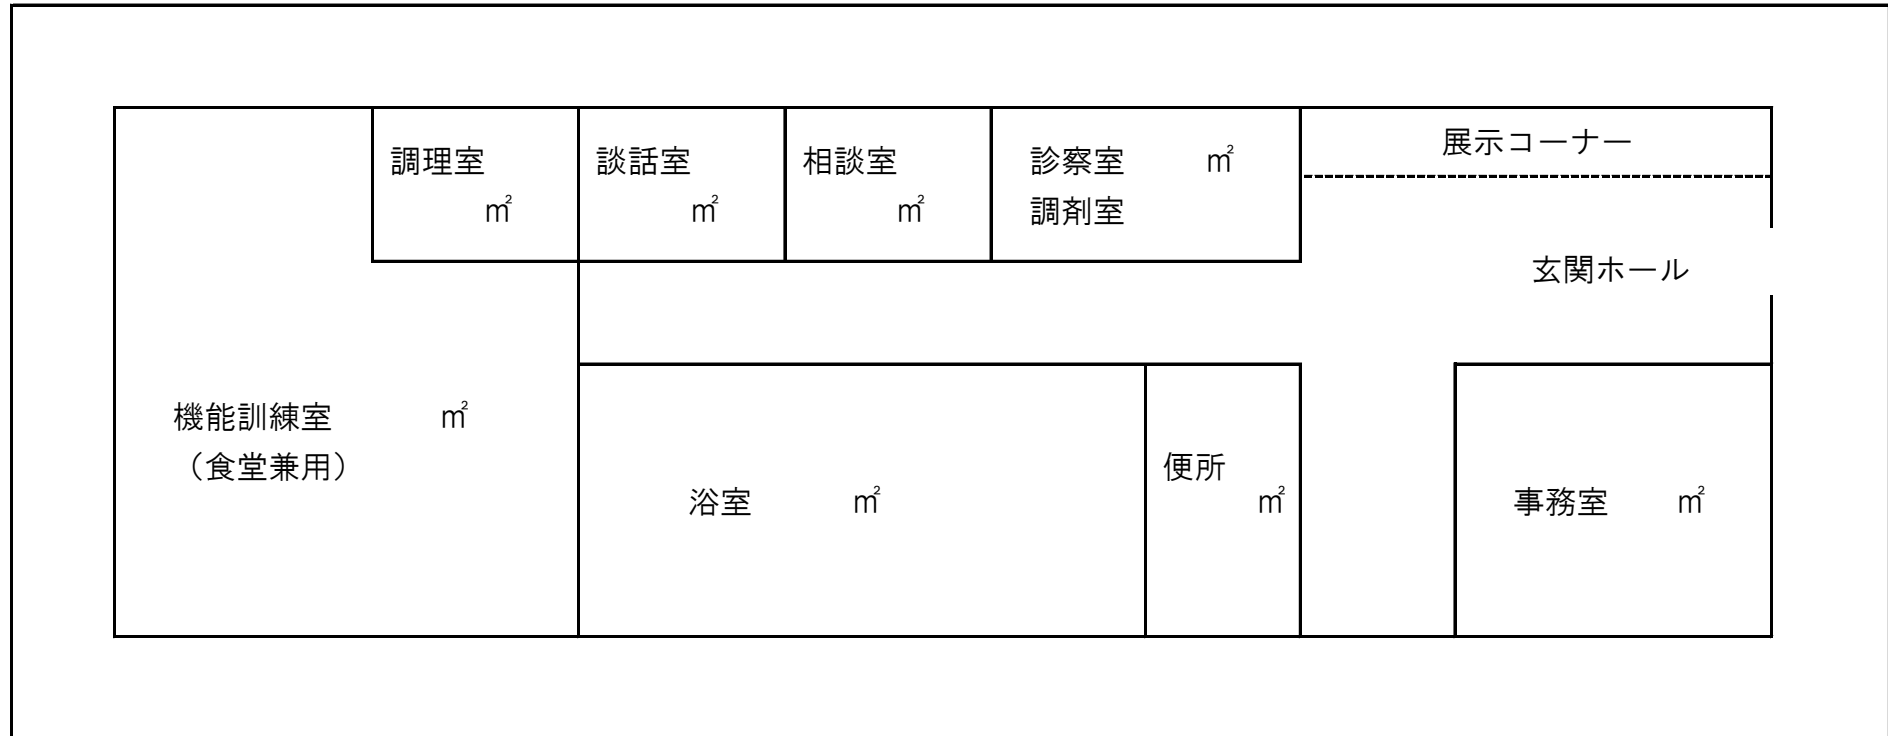 調理室
㎡
談話室
㎡
相談室
㎡
診察室 ㎡
調剤室
展示コーナー
玄関ホール
機能訓練室 ㎡
（食堂兼用）
浴室 ㎡
便所
㎡
事務室 ㎡